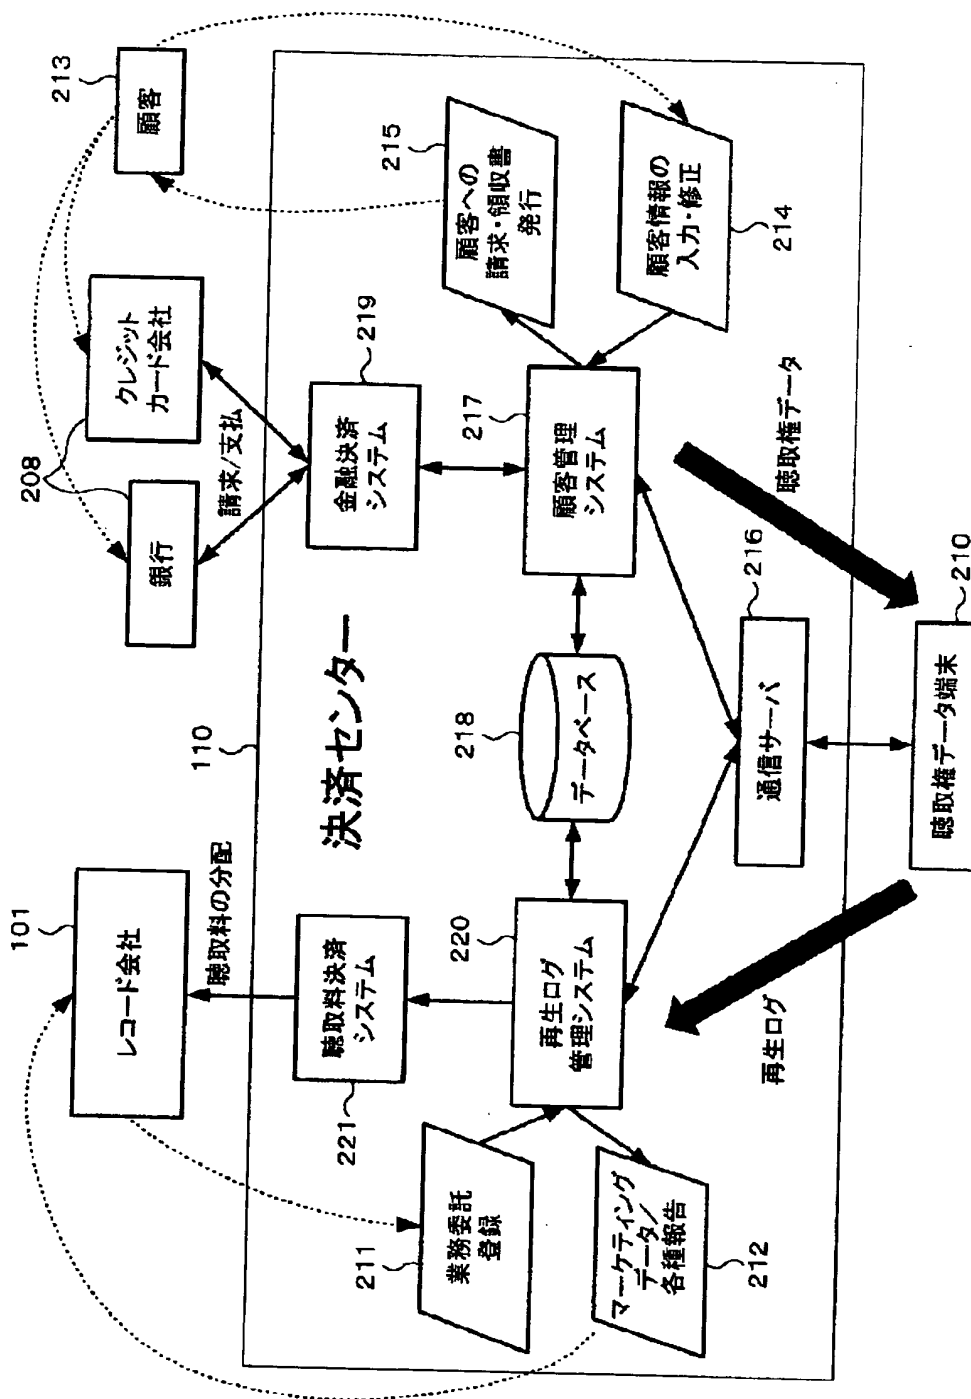 101
レコード会社
聴取料の分配
208
銀行
クレジット
カード会社
請求/支払
213
顧客
110
決済センター
221
聴取料決済
システム
219
金融決済
システム
211
業務委託
登録
220
再生ログ
管理システム
218
データベース
217
顧客管理
システム
215
顧客への
請求・領収書
発行
212
マーケティング
データ/
各種報告
216
通信サーバ
214
顧客情報の
入力・修正
再生ログ
聴取権データ
210
聴取権データ端末